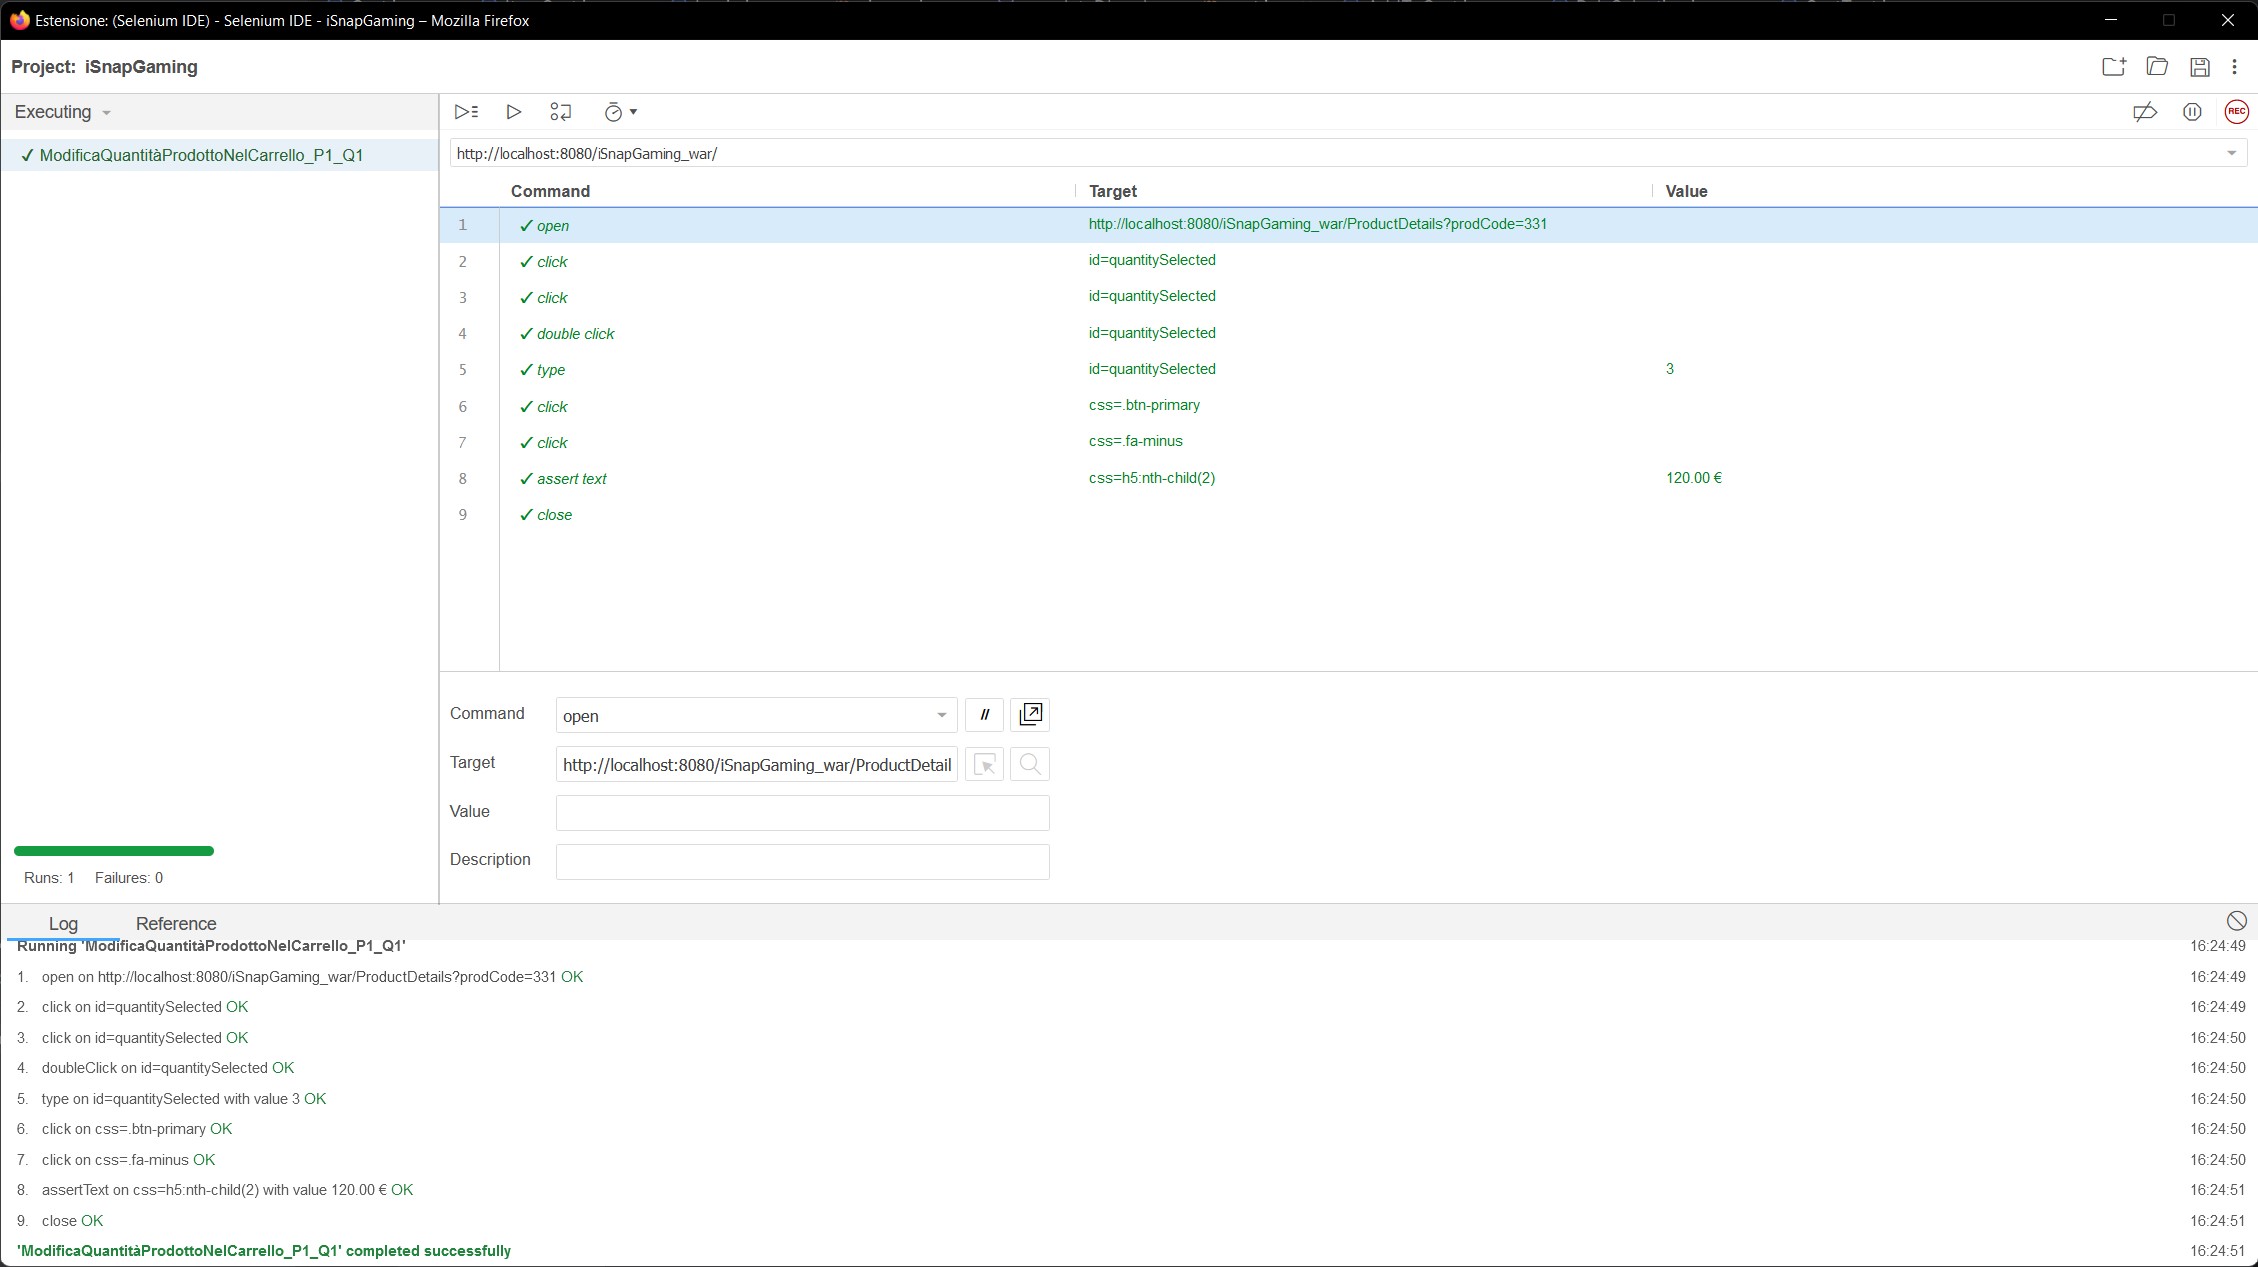 Estensione: (Selenium IDE) - Selenium IDE - iSnapGaming – Mozilla Firefox
Project: iSnapGaming
Executing
✓ ModificaQuantitàProdottoNelCarrello_P1_Q1
Runs: 1 Failures: 0
REC
http://localhost:8080/iSnapGaming_war/
Command Target Value
1 ✓ open http://localhost:8080/iSnapGaming_war/ProductDetails?prodCode=331
2 ✓ click id=quantitySelected
3 ✓ click id=quantitySelected
4 ✓ double click id=quantitySelected
5 ✓ type id=quantitySelected 3
6 ✓ click css=.btn-primary
7 ✓ click css=.fa-minus
8 ✓ assert text css=h5:nth-child(2) 120.00 €
9 ✓ close
Command open //
Target http://localhost:8080/iSnapGaming_war/ProductDetail
Value
Description
Log Reference
Running 'ModificaQuantitàProdottoNelCarrello_P1_Q1' 16:24:49
1. open on http://localhost:8080/iSnapGaming_war/ProductDetails?prodCode=331 OK 16:24:49
2. click on id=quantitySelected OK 16:24:49
3. click on id=quantitySelected OK 16:24:50
4. doubleClick on id=quantitySelected OK 16:24:50
5. type on id=quantitySelected with value 3 OK 16:24:50
6. click on css=.btn-primary OK 16:24:50
7. click on css=.fa-minus OK 16:24:50
8. assertText on css=h5:nth-child(2) with value 120.00 € OK 16:24:51
9. close OK 16:24:51
'ModificaQuantitàProdottoNelCarrello_P1_Q1' completed successfully 16:24:51